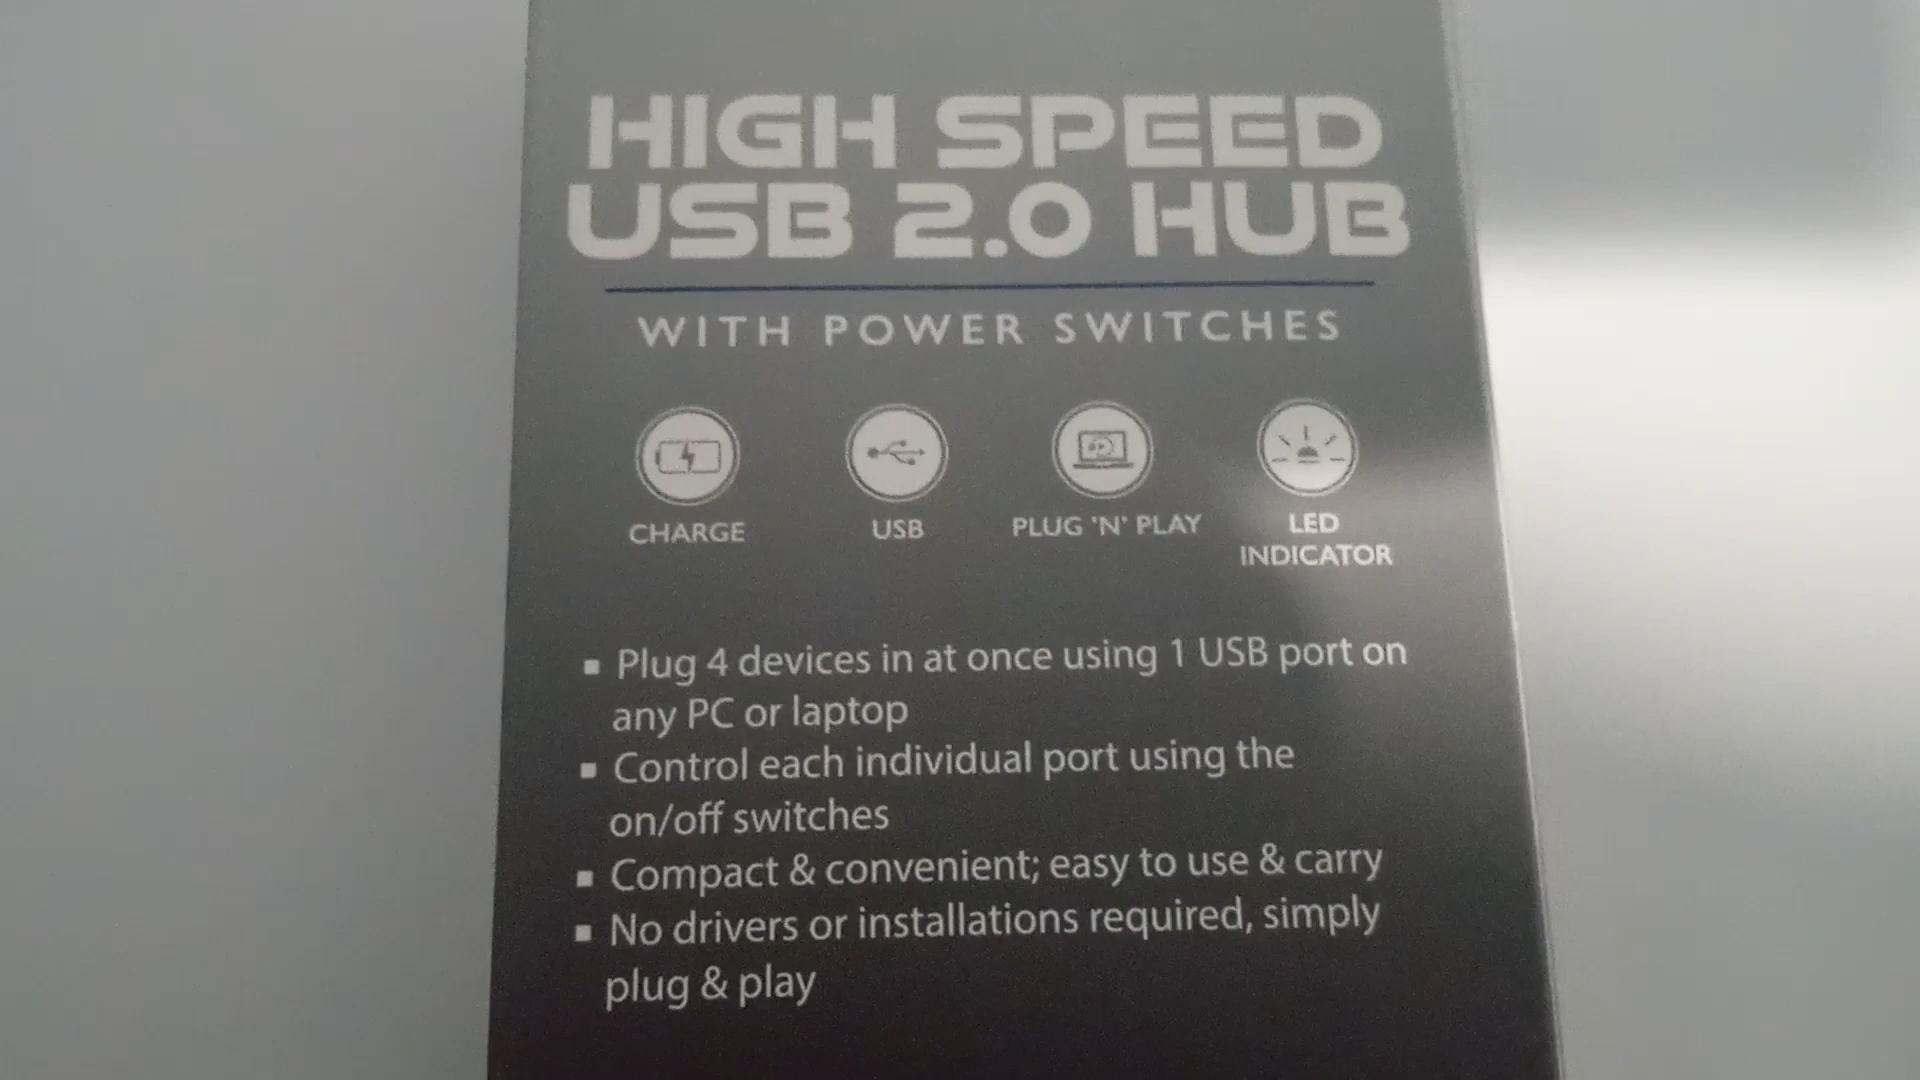 HIGH SPEED
USB 2.0 HUB
WITH POWER SWITCHES
CHARGE
USB
PLUG 'N' PLAY
LED
INDICATOR
▪ Plug 4 devices in at once using 1 USB port on
any PC or laptop
▪ Control each individual port using the
on/off switches
▪ Compact & convenient; easy to use & carry
▪ No drivers or installations required, simply
plug & play